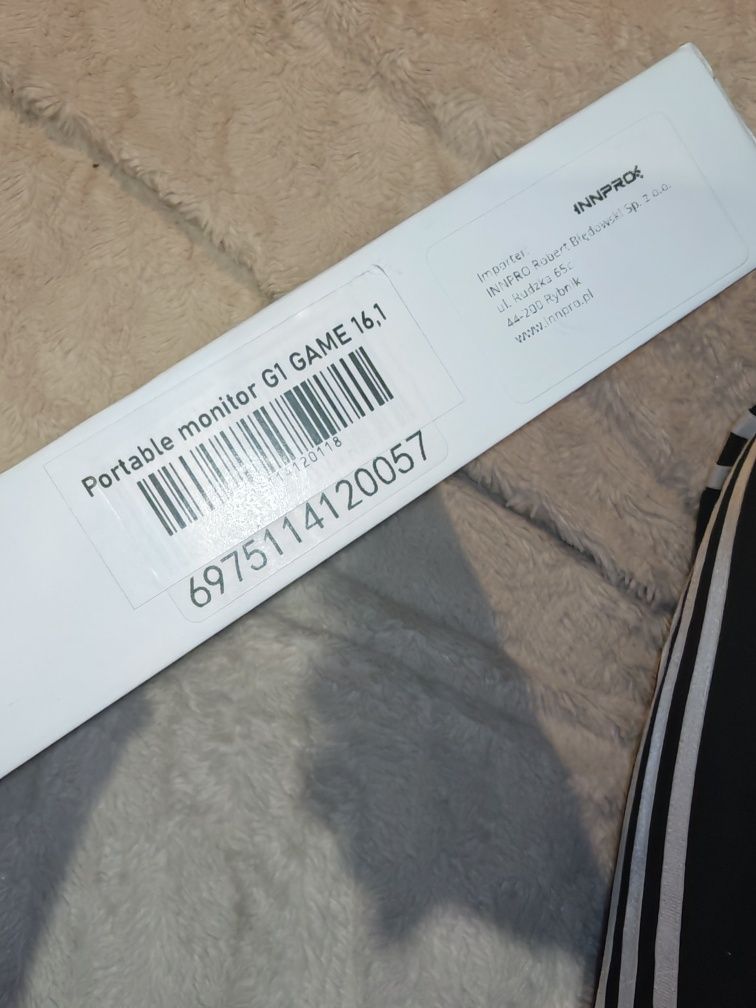 Portable monitor G1 GAME 16,1
120118
6975114120057
INNPRO
Importer:
INNPRO Robert Błędowski Sp. z o.o.
ul. Rudzka 65c
44-200 Rybnik
www.innpro.pl